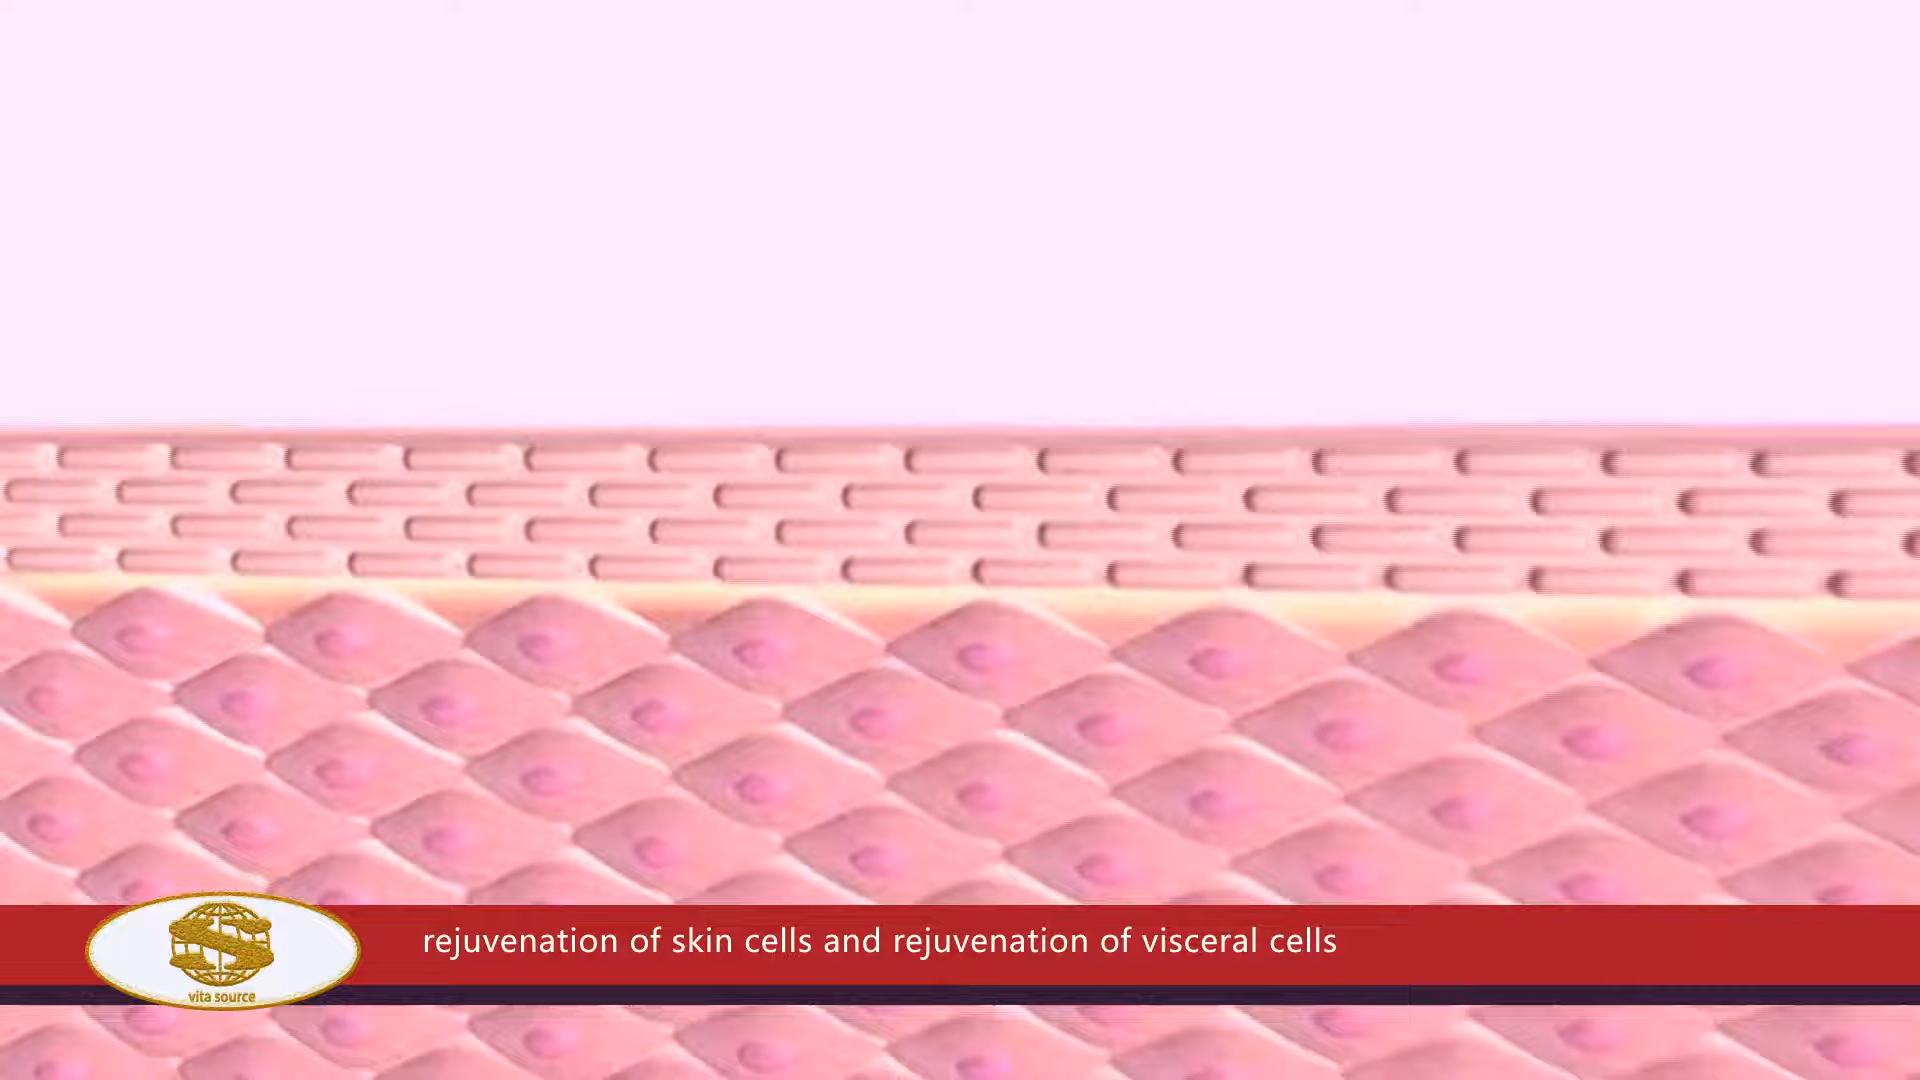 rejuvenation of skin cells and rejuvenation of visceral cells
vita source